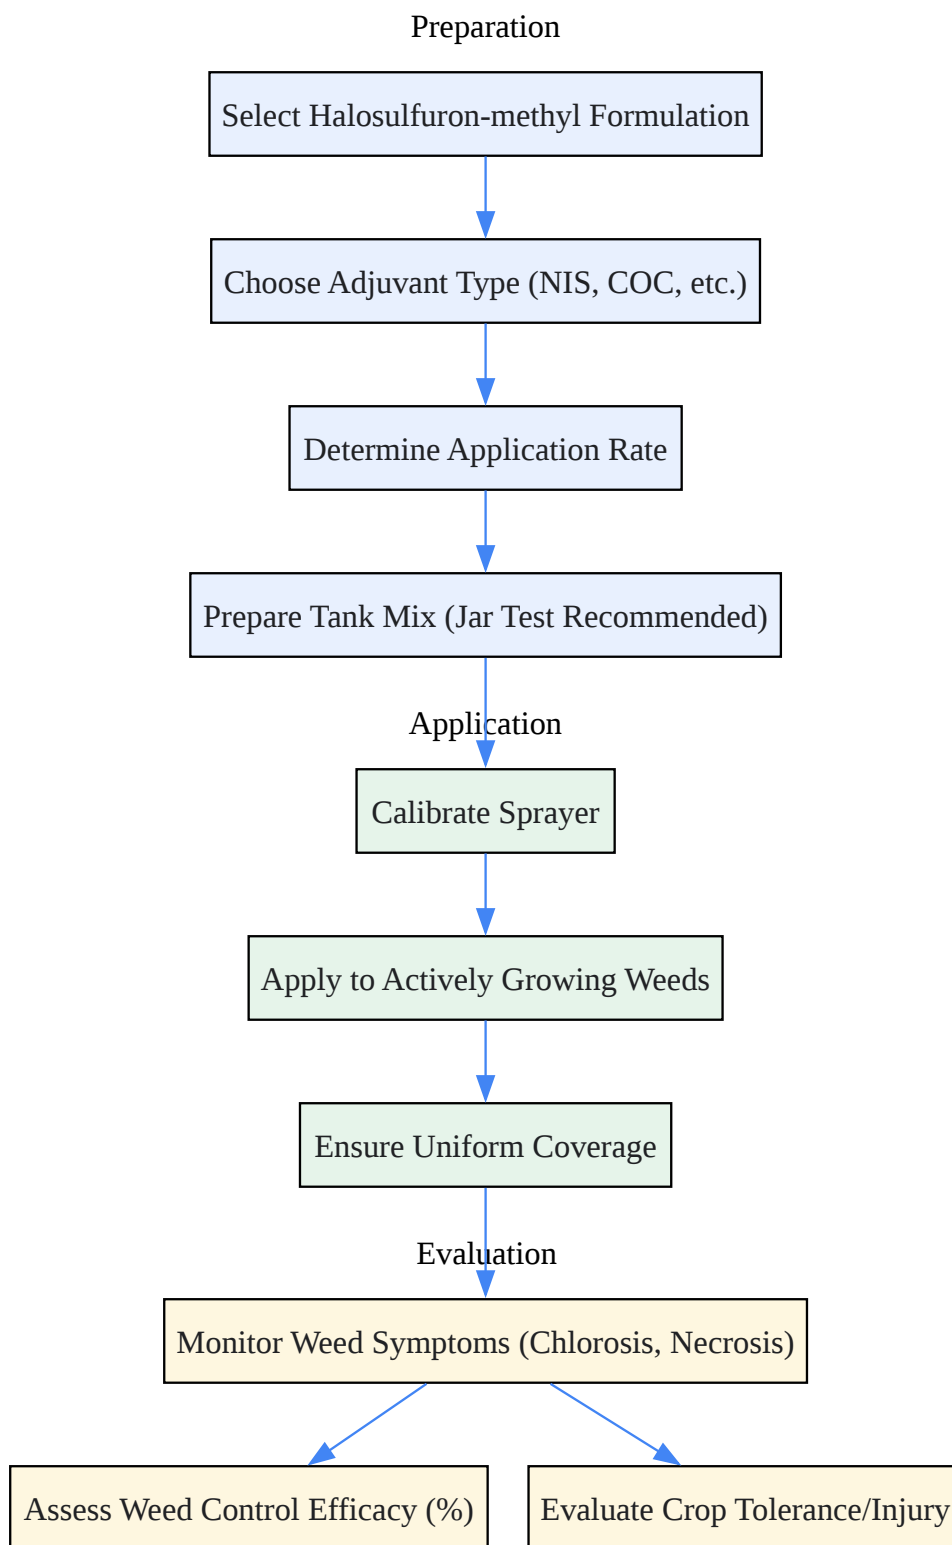 Preparation
Select Halosulfuron-methyl Formulation
Choose Adjuvant Type (NIS, COC, etc.)
Determine Application Rate
Prepare Tank Mix (Jar Test Recommended)
Application
Calibrate Sprayer
Apply to Actively Growing Weeds
Ensure Uniform Coverage
Evaluation
Monitor Weed Symptoms (Chlorosis, Necrosis)
Assess Weed Control Efficacy (%)
Evaluate Crop Tolerance/Injury